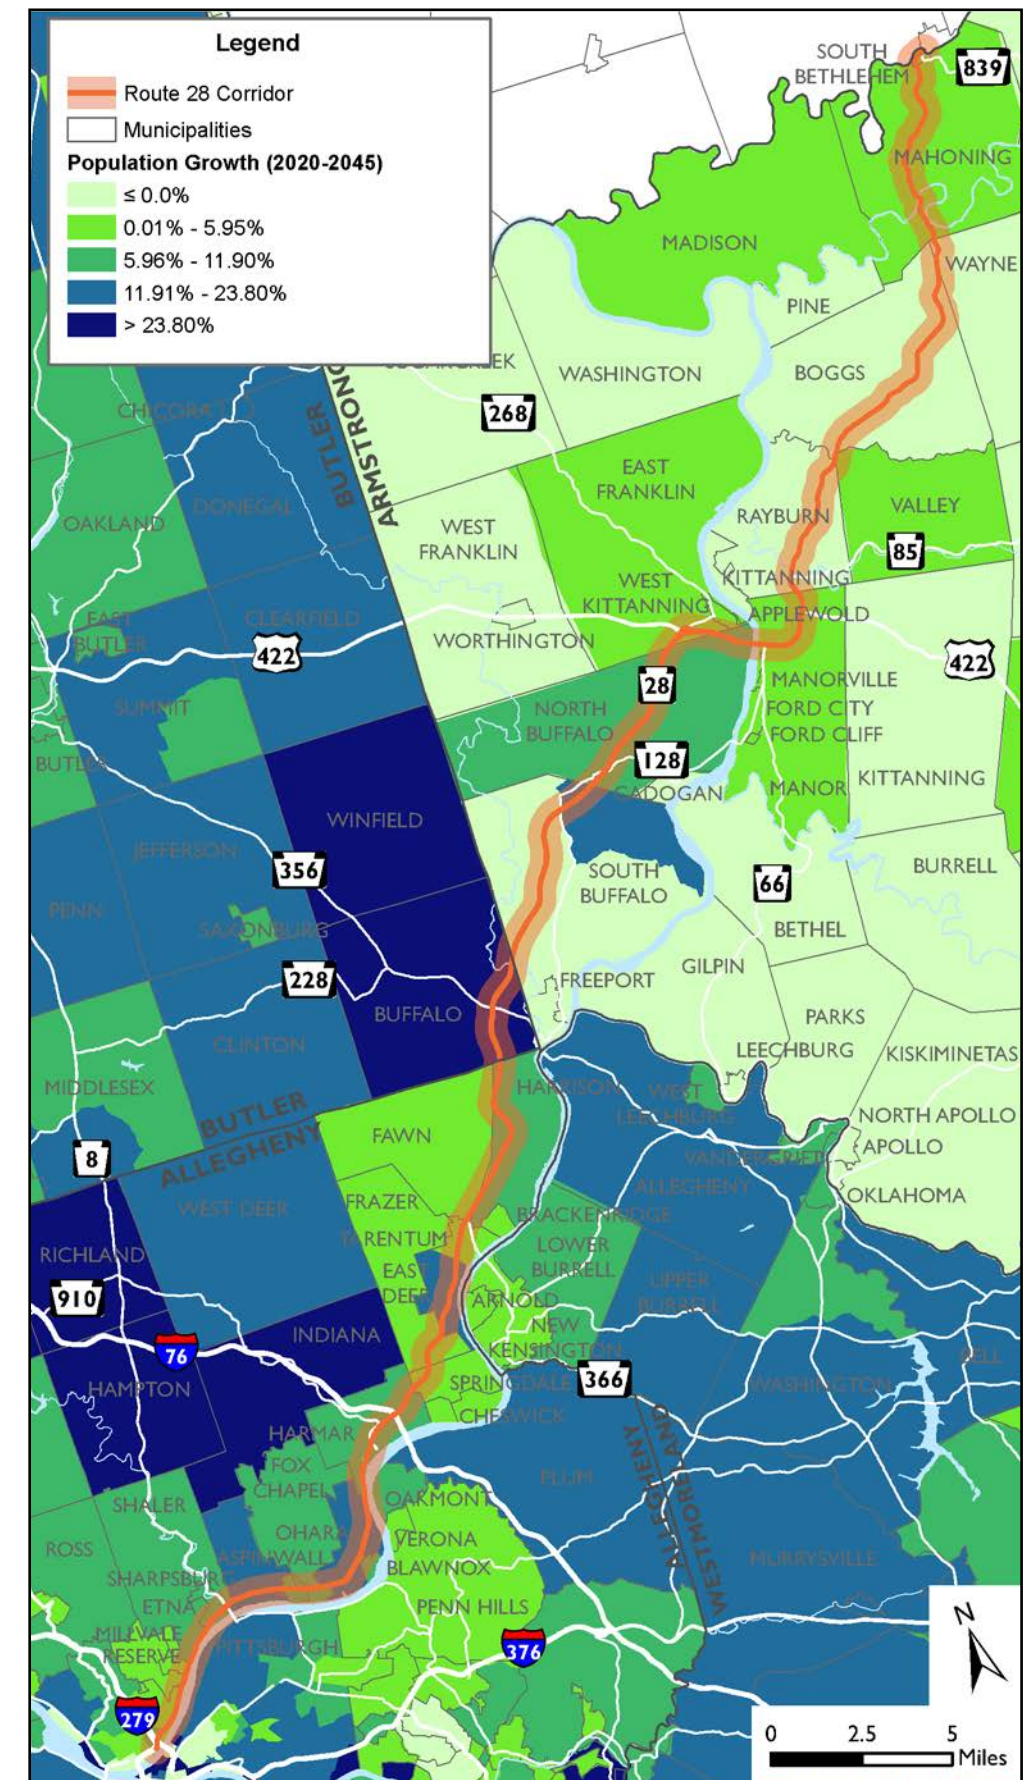 Legend
Route 28 Corridor
Municipalities
Population Growth (2020-2045)
≤ 0.0%
0.01% - 5.95%
5.96% - 11.90%
11.91% - 23.80%
> 23.80%
SOUTH
BETHLEHEM
839
MAHONING
MADISON
WAYNE
PINE
WASHINGTON
BOGGS
268
CHICORA
BUTLER
ARMSTRONG
EAST
FRANKLIN
DONEGAL
VALLEY
OAKLAND
WEST
FRANKLIN
RAYBURN
85
WEST
KITTANNING
KITTANNING
APPLEWOLD
EAST
BUTLER
CLEARFIELD
WORTHINGTON
422
422
28
MANORVILLE
SUMMIT
NORTH
BUFFALO
FORD CITY
FORD CLIFF
BUTLER
128
CADOGAN
MANOR
KITTANNING
WINFIELD
JEFFERSON
356
SOUTH
BUFFALO
66
BURRELL
PENN
SAXONBURG
BETHEL
228
FREEPORT
GILPIN
BUFFALO
PARKS
CLINTON
LEECHBURG
KISKIMINETAS
MIDDLESEX
HARRISON
WEST
LEECHBURG
BUTLER
ALLEGHENY
NORTH APOLLO
FAWN
APOLLO
8
VANDERGRIFT
ALLEGHENY
OKLAHOMA
WEST DEER
FRAZER
BRACKENRIDGE
TARENTUM
LOWER
BURRELL
RICHLAND
EAST
DEER
UPPER
BURRELL
910
ARNOLD
INDIANA
NEW
KENSINGTON
76
BELL
HAMPTON
SPRINGDALE
366
WASHINGTON
CHESWICK
HARMAR
FOX
CHAPEL
PLUM
ALLEGHENY
WESTMORELAND
SHALER
OAKMONT
OHARA
VERONA
ROSS
ASPINWALL
BLAWNOX
MURRYSVILLE
SHARPSBURG
ETNA
PENN HILLS
MILLVALE
RESERVE
PITTSBURGH
376
279
N
0 2.5 5
Miles